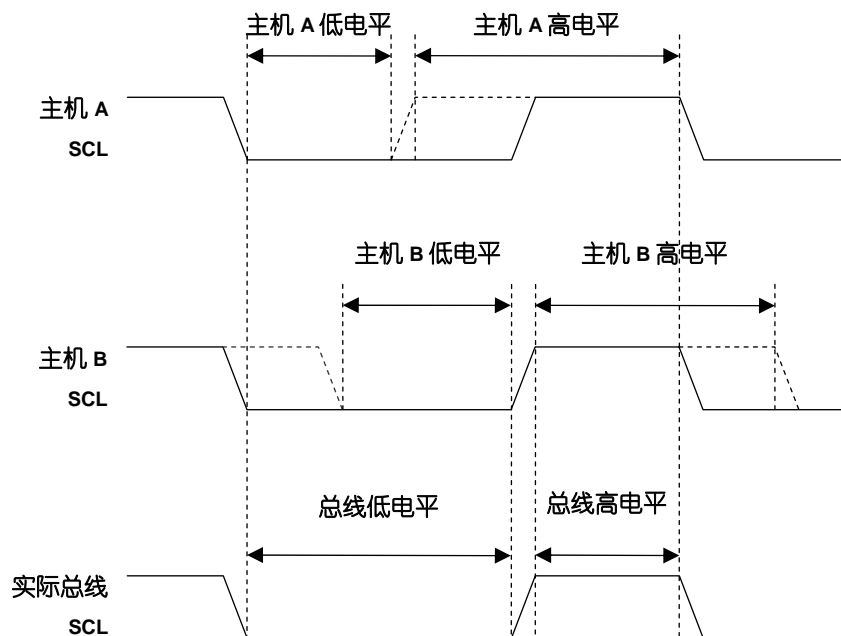 主机 A 低电平
主机 A 高电平
主机 A
SCL
主机 B 低电平
主机 B 高电平
主机 B
SCL
总线低电平
总线高电平
实际总线
SCL